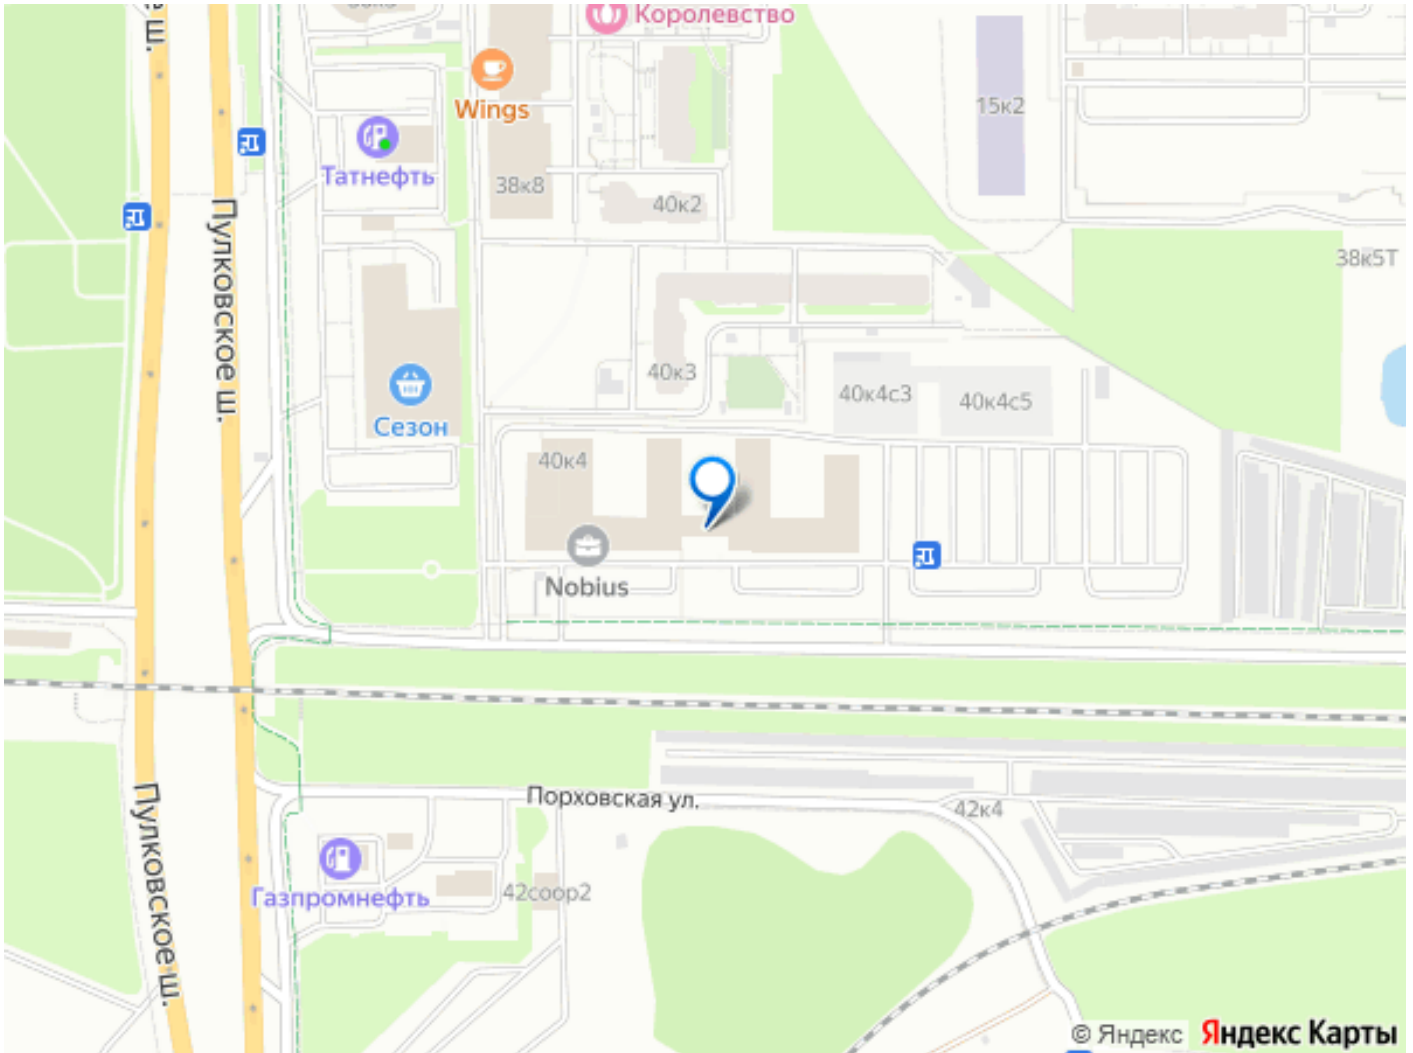 Королевство
Wings
15к2
Татнефть
38к8
40к2
Пулковское ш.
38к5Т
40к3
40к4с3
40к4с5
Сезон
40к4
Nobius
Порховская ул.
42к4
Пулковское ш.
Газпромнефть
42соор2
© Яндекс Яндекс Карты